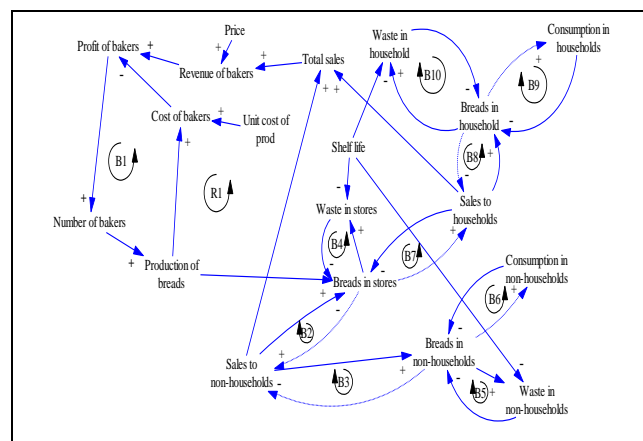 Profit of bakers
Price
Revenue of bakers
Total sales
Waste in
household
Consumption in
households
Cost of bakers
Unit cost of
prod
Breads in
household
Shelf life
Number of bakers
Production of
breads
Waste in stores
Sales to
households
Breads in stores
Consumption in
non-households
Sales to
non-households
Breads in
non-households
Waste in
non-households
B1
R1
B10
B9
B8
B4
B7
B6
B2
B3
B5
+
+
+
-
+
+
+
+
+
+
-
+
-
+
-
-
+
-
-
+
-
-
+
+
-
+
-
+
-
+
-
+
-